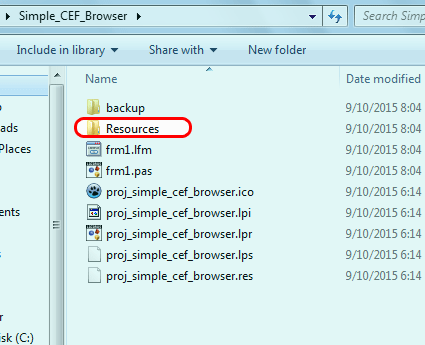 Simple_CEF_Browser
Search Simp
Include in library
Share with
New folder
Name
Date modified
backup
9/10/2015 8:04
Resources
9/10/2015 8:04
frm1.lfm
9/10/2015 8:04
frm1.pas
9/10/2015 8:04
proj_simple_cef_browser.ico
9/10/2015 6:14
proj_simple_cef_browser.lpi
9/10/2015 6:14
proj_simple_cef_browser.lpr
9/10/2015 6:14
proj_simple_cef_browser.lps
9/10/2015 6:14
proj_simple_cef_browser.res
9/10/2015 6:14
ads
Places
ents
sk (C:)